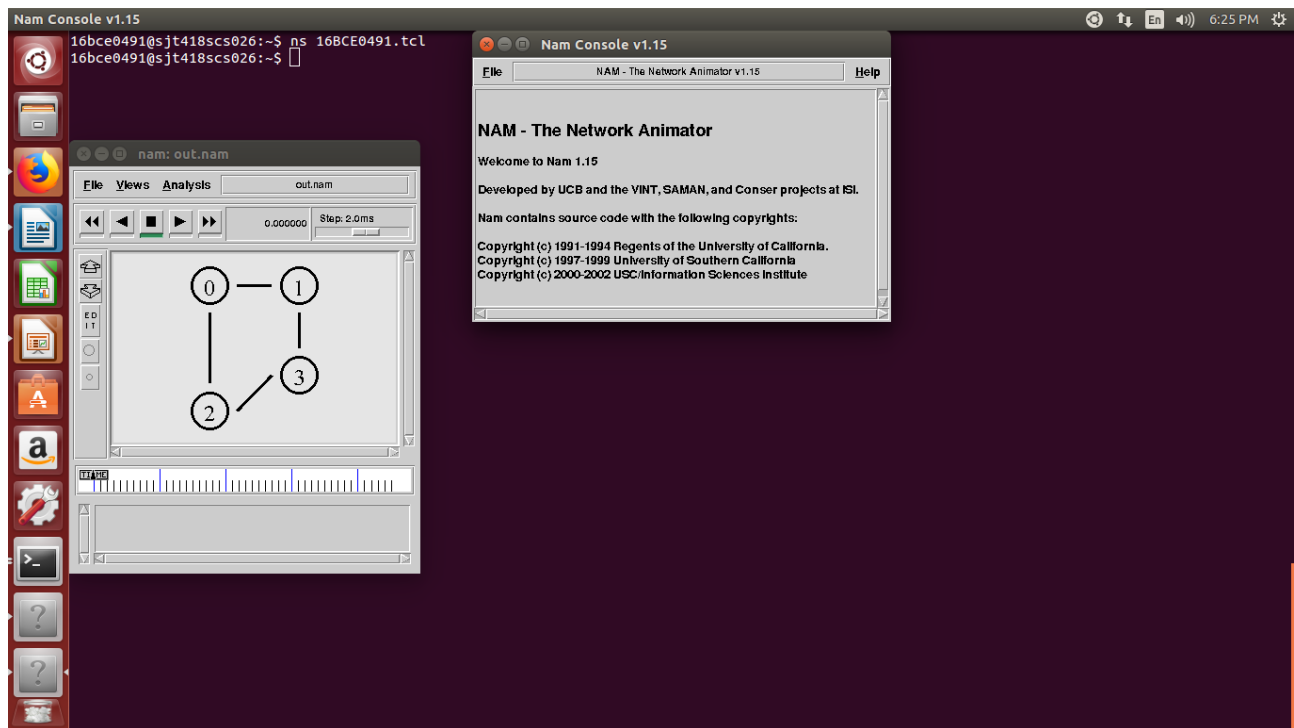 Nam Console v1.15
En
6:25 PM
16bce0491@sjt418scs026:~$ ns 16BCE0491.tcl
16bce0491@sjt418scs026:~$
Nam Console v1.15
File
NAM - The Network Animator v1.15
Help
NAM - The Network Animator
Welcome to Nam 1.15
Developed by UCB and the VINT, SAMAN, and Conser projects at ISI.
Nam contains source code with the following copyrights:
Copyright (c) 1991-1994 Regents of the University of California.
Copyright (c) 1997-1999 University of Southern California
Copyright (c) 2000-2002 USC/Information Sciences Institute
nam: out.nam
File Views Analysis
out.nam
0.000000
Step: 2.0ms
E D
I T
0
1
3
2
TIME
a
>_
?
?